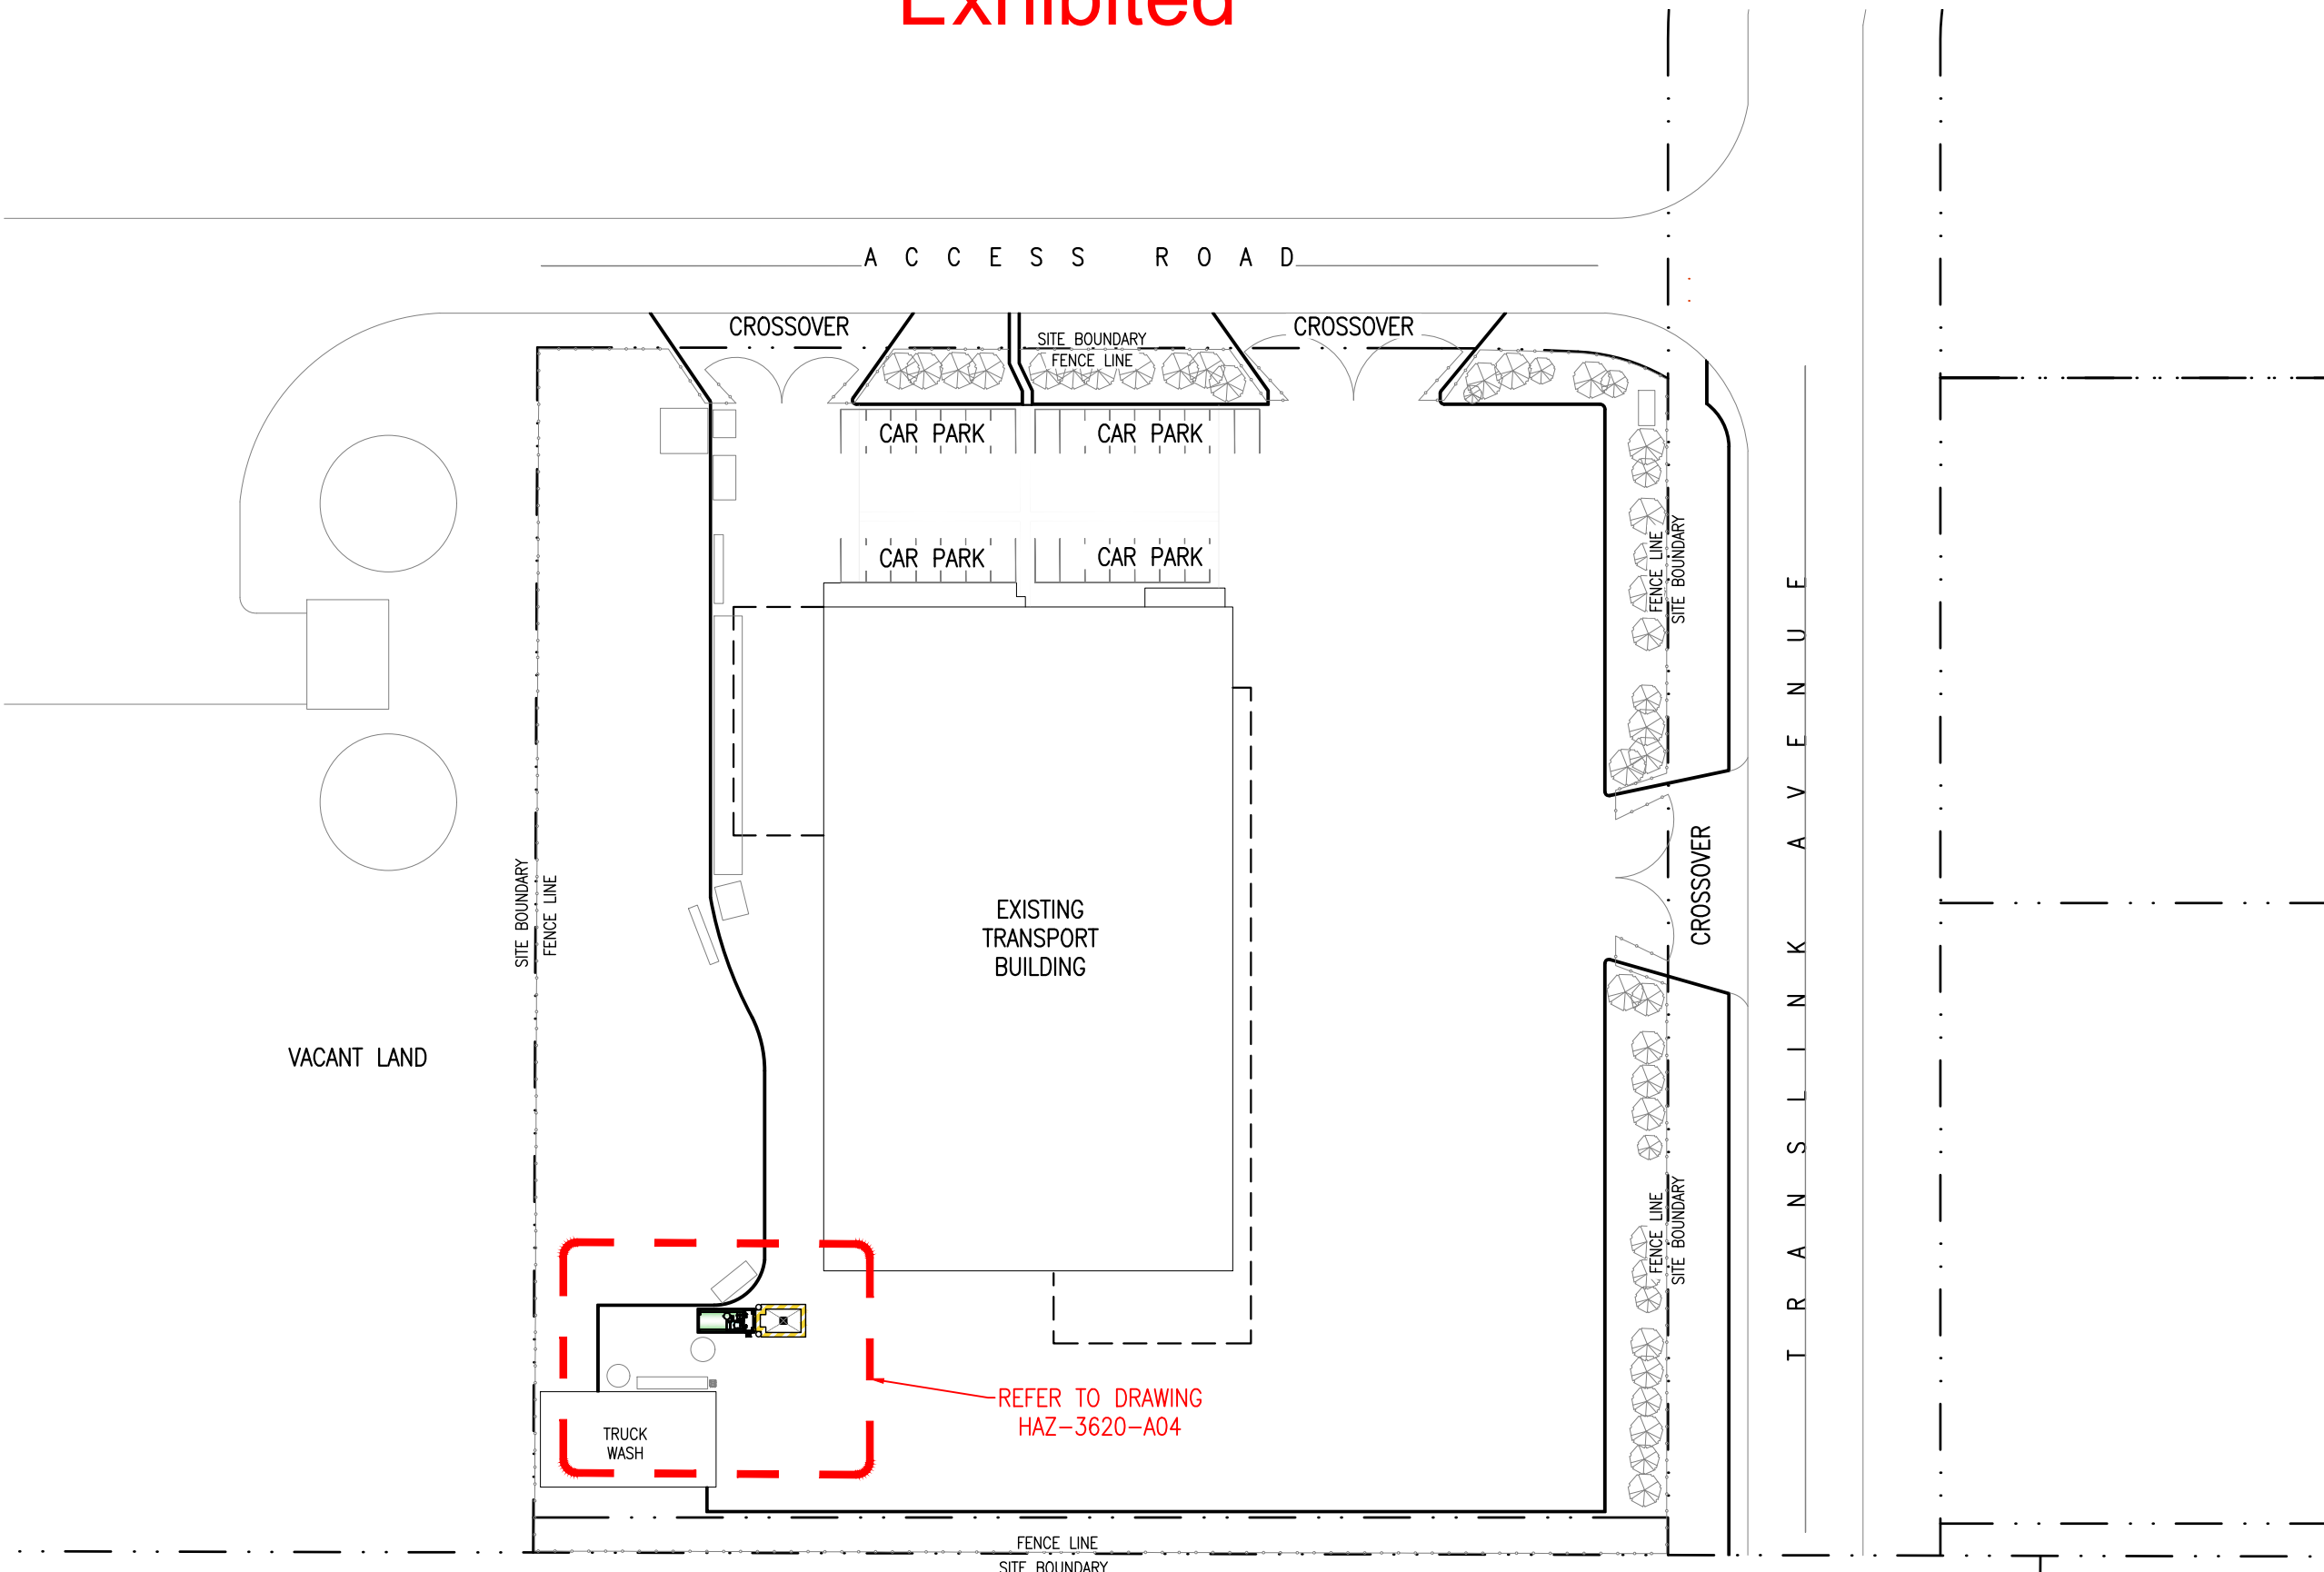 Exhibited
ACCESS ROAD
CROSSOVER
CROSSOVER
SITE BOUNDARY
FENCE LINE
CAR PARK
CAR PARK
CAR PARK
CAR PARK
FENCE LINE
SITE BOUNDARY
TRANSLINK AVENUE
CROSSOVER
SITE BOUNDARY
FENCE LINE
EXISTING
TRANSPORT
BUILDING
VACANT LAND
FENCE LINE
SITE BOUNDARY
REFER TO DRAWING
HAZ-3620-A04
TRUCK
WASH
FENCE LINE
SITE BOUNDARY